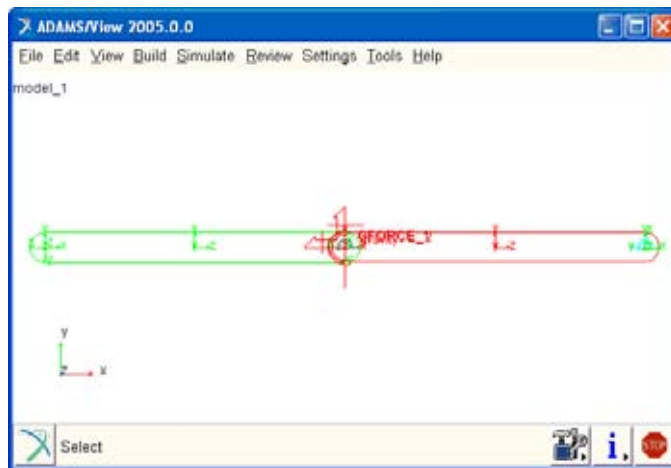 ADAMS/View 2005.0.0
File Edit View Build Simulate Review Settings Tools Help
model_1
GFORCE_1
y
z x
Select
STOP